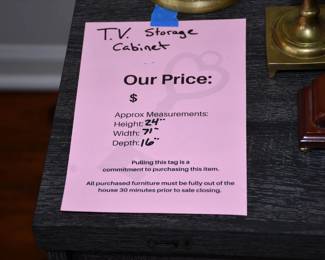 T.V. Storage
Cabinet
Our Price:
$
Approx Measurements:
Height: 24"
Width: 71"
Depth: 16"
Pulling this tag is a
commitment to purchasing this item.
All purchased furniture must be fully out of the
house 30 minutes prior to sale closing.